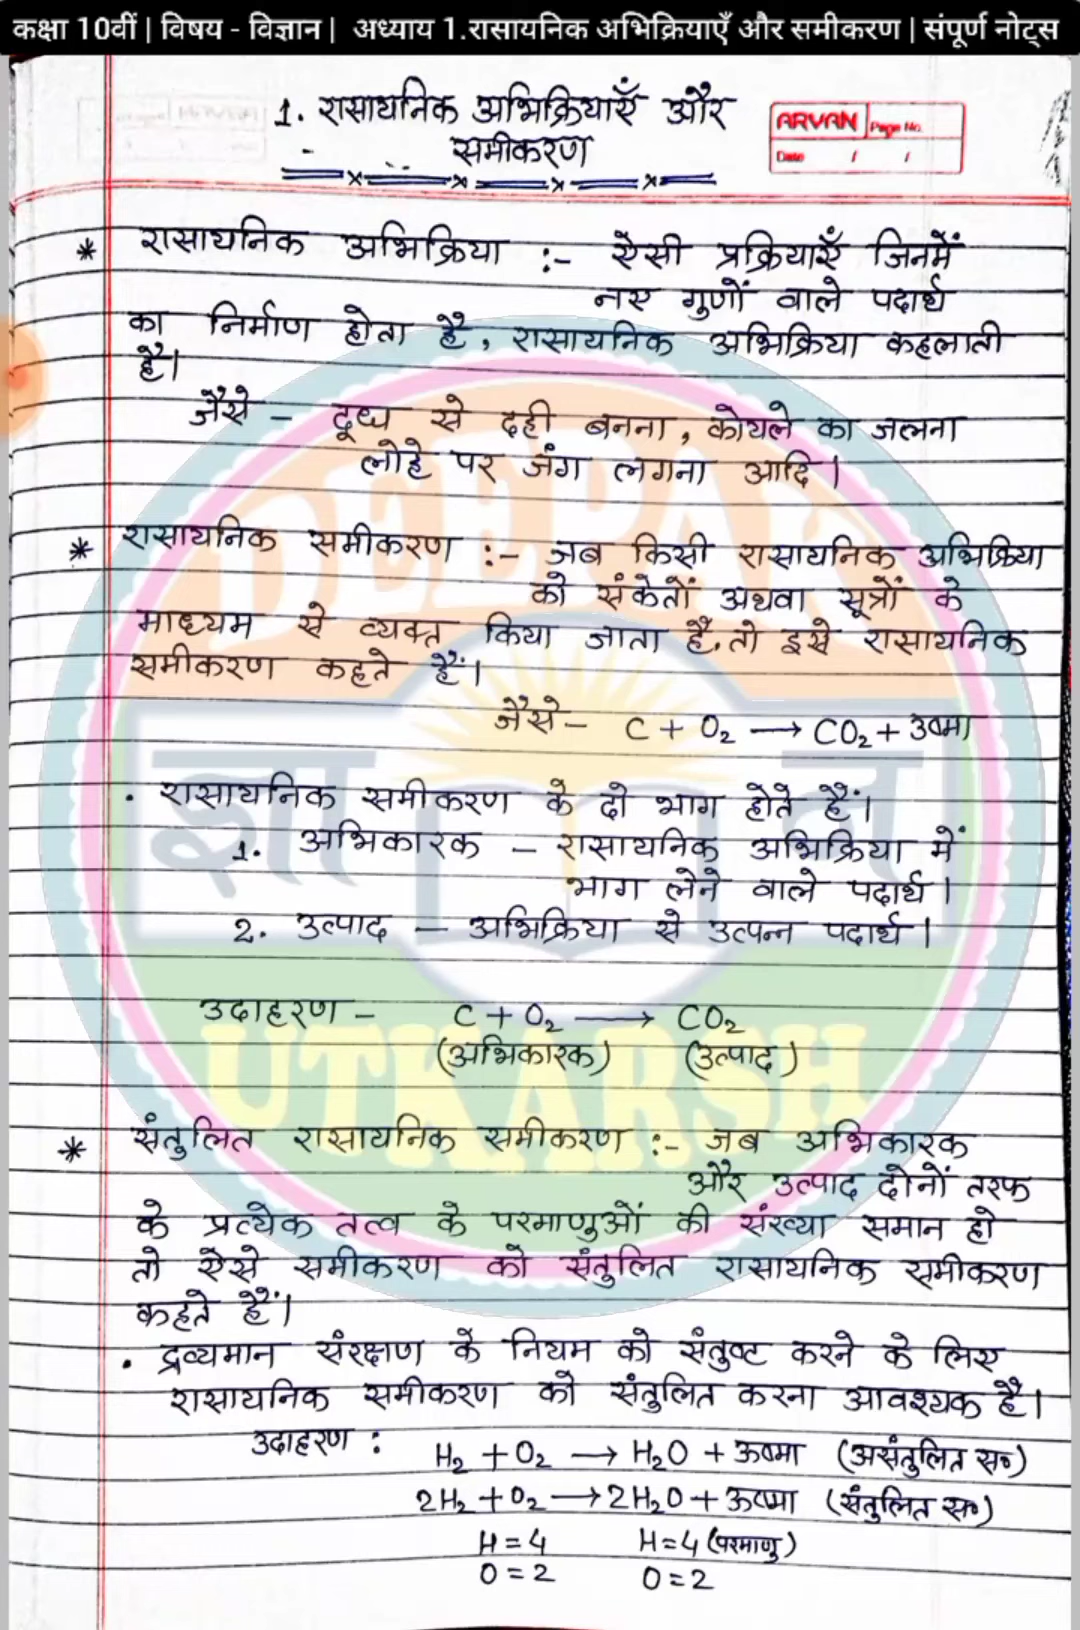 कक्षा 10वीं | विषय - विज्ञान | अध्याय 1.रासायनिक अभिक्रियाएँ और समीकरण | संपूर्ण नोट्स
1. रासायनिक अभिक्रियाएँ और
समीकरण
ARVAN Page No.
Date / /
* रासायनिक अभिक्रिया :- ऐसी प्रक्रियाएँ जिनमें
नए गुणों वाले पदार्थ
का निर्माण होता है, रासायनिक अभिक्रिया कहलाती
है।
जैसे - दूध से दही बनना, कोयले का जलना
लोहे पर जंग लगना आदि।
* रासायनिक समीकरण :- जब किसी रासायनिक अभिक्रिया
को संकेतों अथवा सूत्रों के
माध्यम से व्यक्त किया जाता है, तो इसे रासायनिक
समीकरण कहते हैं।
जैसे - C + O₂ → CO₂ + उष्मा
. रासायनिक समीकरण के दो भाग होते हैं।
1. अभिकारक - रासायनिक अभिक्रिया में
भाग लेने वाले पदार्थ।
2. उत्पाद - अभिक्रिया से उत्पन्न पदार्थ।
उदाहरण - C + O₂ → CO₂
(अभिकारक) (उत्पाद)
* संतुलित रासायनिक समीकरण :- जब अभिकारक
और उत्पाद दोनों तरफ
के प्रत्येक तत्व के परमाणुओं की संख्या समान हो
तो ऐसे समीकरण को संतुलित रासायनिक समीकरण
कहते हैं।
. द्रव्यमान संरक्षण के नियम को संतुष्ट करने के लिए
रासायनिक समीकरण को संतुलित करना आवश्यक है।
उदाहरण : H₂ + O₂ → H₂O + ऊष्मा (असंतुलित स०)
2H₂ + O₂ → 2H₂O + ऊष्मा (संतुलित स०)
H = 4 H = 4 (परमाणु)
O = 2 O = 2
DEEPAK
ज्ञान
UTKARSH